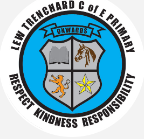 LEW TRENCHARD C of E PRIMARY
ONWARDS
RESPECT KINDNESS RESPONSIBILITY